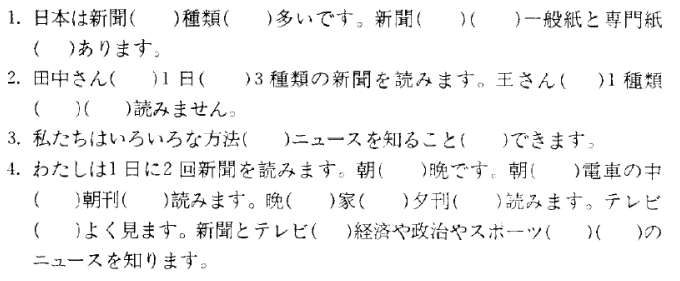 1. 日本は新聞(　)種類(　)多いです。新聞(　)(　)一般紙と専門紙
(　)あります。
2. 田中さん(　)1日(　)3種類の新聞を読みます。王さん(　)1種類
(　)(　)読みません。
3. 私たちはいろいろな方法(　)ニュースを知ること(　)できます。
4. わたしは1日に2回新聞を読みます。朝(　)晩です。朝(　)電車の中
(　)朝刊(　)読みます。晩(　)家(　)夕刊(　)読みます。テレビ
(　)よく見ます。新聞とテレビ(　)経済や政治やスポーツ(　)(　)の
ニュースを知ります。